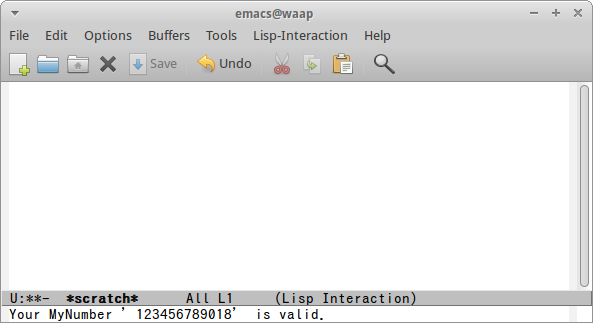 emacs@waap
File Edit Options Buffers Tools Lisp-Interaction Help
Save Undo
U:**- *scratch* All L1 (Lisp Interaction)
Your MyNumber ’123456789018’ is valid.